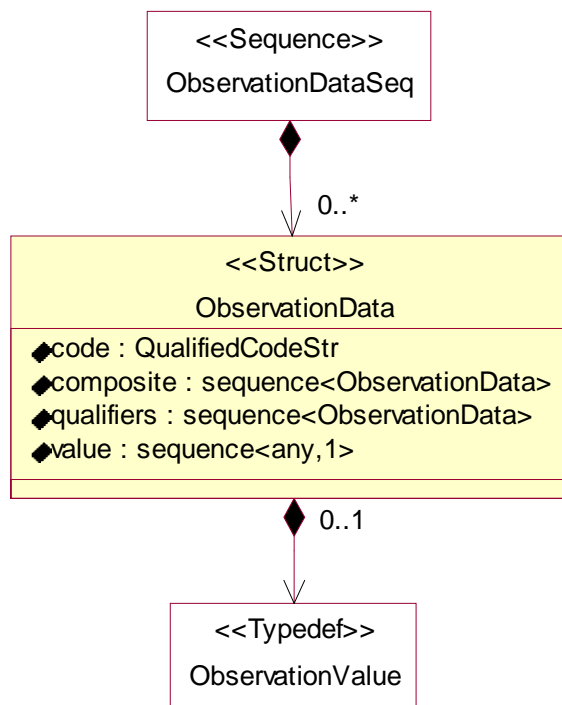 <<Sequence>>
ObservationDataSeq
0..*
<<Struct>>
ObservationData
code : QualifiedCodeStr
composite : sequence<ObservationData>
qualifiers : sequence<ObservationData>
value : sequence<any,1>
0..1
<<Typedef>>
ObservationValue